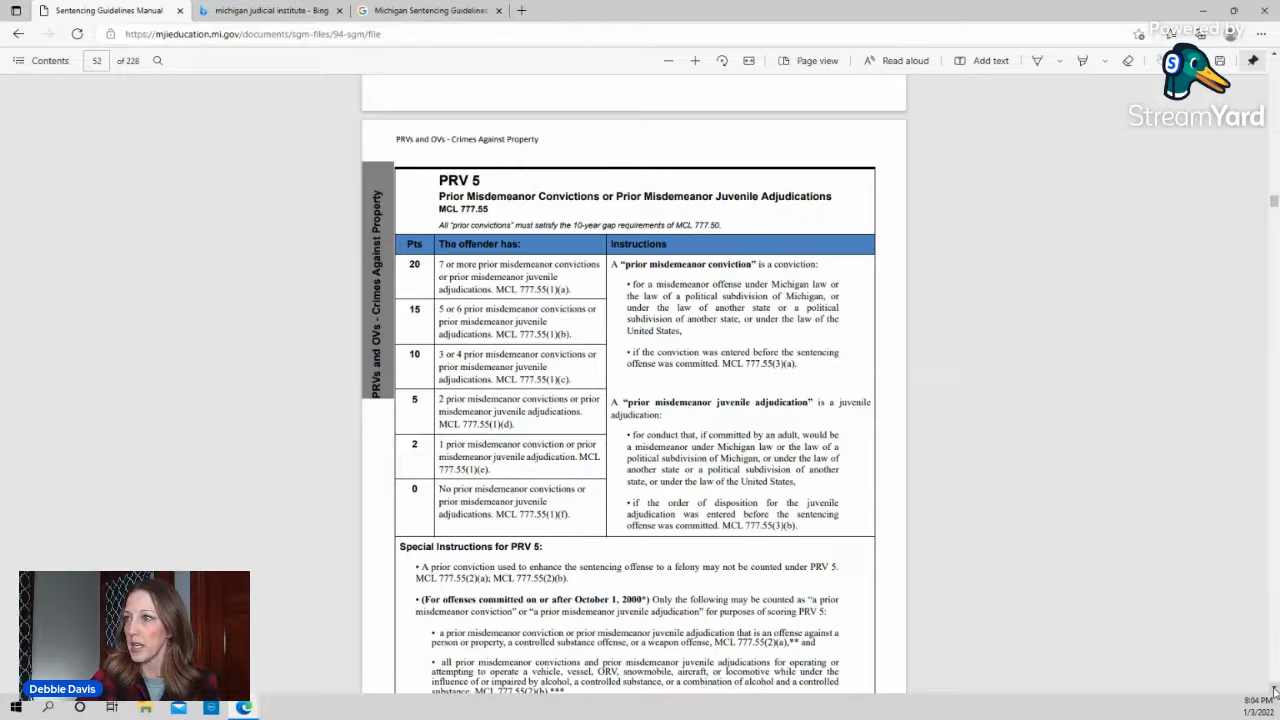 Sentencing Guidelines Manual
michigan judicial institute - Bing
Michigan Sentencing Guidelines:
https://mjieducation.mi.gov/documents/sgm-files/94-sgm/file
Powered by
StreamYard
Contents
52
of 228
Page view
Read aloud
Add text
PRVs and OVs - Crimes Against Property
PRVs and OVs - Crimes Against Property
PRV 5
Prior Misdemeanor Convictions or Prior Misdemeanor Juvenile Adjudications
MCL 777.55
All "prior convictions" must satisfy the 10-year gap requirements of MCL 777.50.
Pts
The offender has:
Instructions
20
7 or more prior misdemeanor convictions
or prior misdemeanor juvenile
adjudications. MCL 777.55(1)(a).
15
5 or 6 prior misdemeanor convictions or
prior misdemeanor juvenile
adjudications. MCL 777.55(1)(b).
10
3 or 4 prior misdemeanor convictions or
prior misdemeanor juvenile
adjudications. MCL 777.55(1)(c).
5
2 prior misdemeanor convictions or prior
misdemeanor juvenile adjudications.
MCL 777.55(1)(d).
2
1 prior misdemeanor conviction or prior
misdemeanor juvenile adjudication. MCL
777.55(1)(e).
0
No prior misdemeanor convictions or
prior misdemeanor juvenile
adjudications. MCL 777.55(1)(f).
A "prior misdemeanor conviction" is a conviction:
• for a misdemeanor offense under Michigan law or
the law of a political subdivision of Michigan, or
under the law of another state or a political
subdivision of another state, or under the law of the
United States,
• if the conviction was entered before the sentencing
offense was committed. MCL 777.55(3)(a).
A "prior misdemeanor juvenile adjudication" is a juvenile
adjudication:
• for conduct that, if committed by an adult, would be
a misdemeanor under Michigan law or the law of a
political subdivision of Michigan, or under the law of
another state or a political subdivision of another
state, or under the law of the United States,
• if the order of disposition for the juvenile
adjudication was entered before the sentencing
offense was committed. MCL 777.55(3)(b).
Special Instructions for PRV 5:
• A prior conviction used to enhance the sentencing offense to a felony may not be counted under PRV 5.
MCL 777.55(2)(a); MCL 777.55(2)(b).
• (For offenses committed on or after October 1, 2000*) Only the following may be counted as "a prior
misdemeanor conviction" or "a prior misdemeanor juvenile adjudication" for purposes of scoring PRV 5:
• a prior misdemeanor conviction or prior misdemeanor juvenile adjudication that is an offense against a
person or property, a controlled substance offense, or a weapon offense, MCL 777.55(2)(a),** and
• all prior misdemeanor convictions and prior misdemeanor juvenile adjudications for operating or
attempting to operate a vehicle, vessel, ORV, snowmobile, aircraft, or locomotive while under the
influence of or impaired by alcohol, a controlled substance, or a combination of alcohol and a controlled
substance. MCL 777.55(2)(b).***
Debbie Davis
8:04 PM
1/3/2022